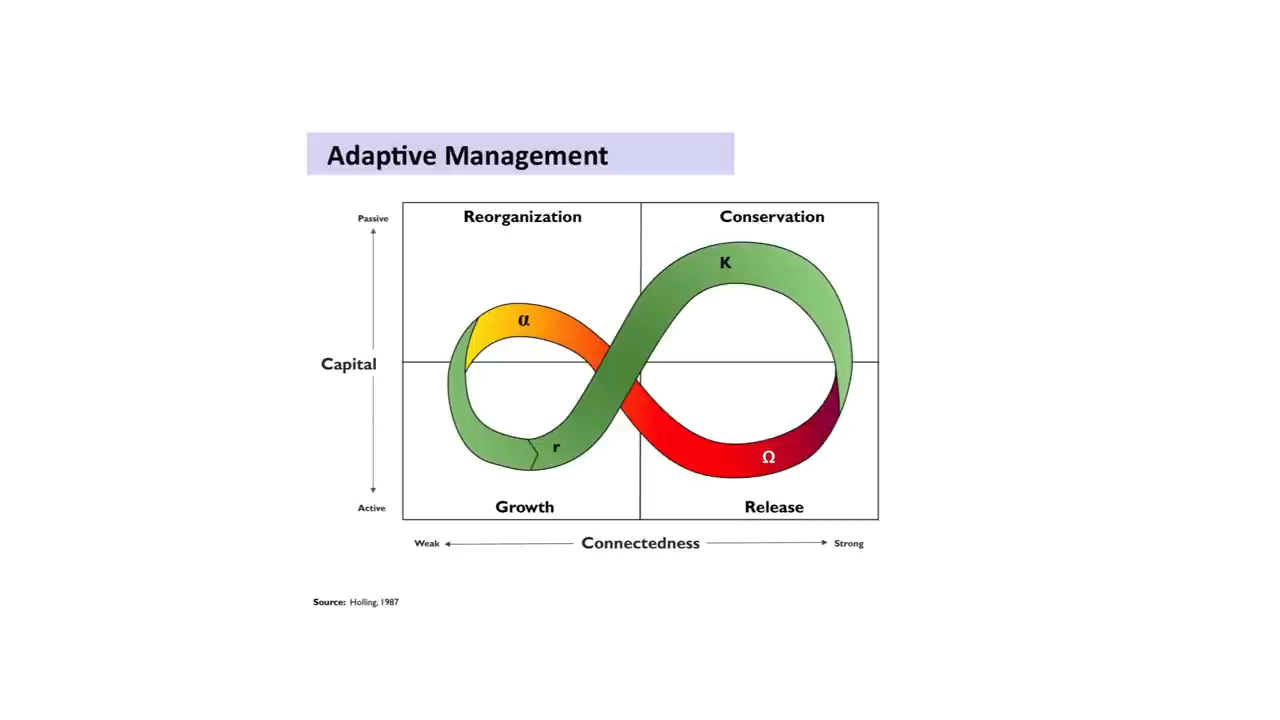 Adaptive Management
Passive
Reorganization
Conservation
K
α
Capital
r
Ω
Active
Growth
Release
Weak
Connectedness
Strong
Source: Holling, 1987